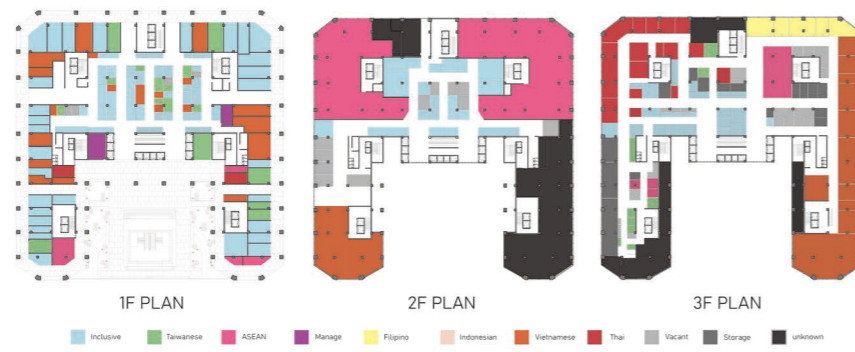 1F PLAN 2F PLAN 3F PLAN
Inclusive Taiwanese ASEAN Manage Filipino Indonesian Vietnamese Thai Vacant Storage unknown